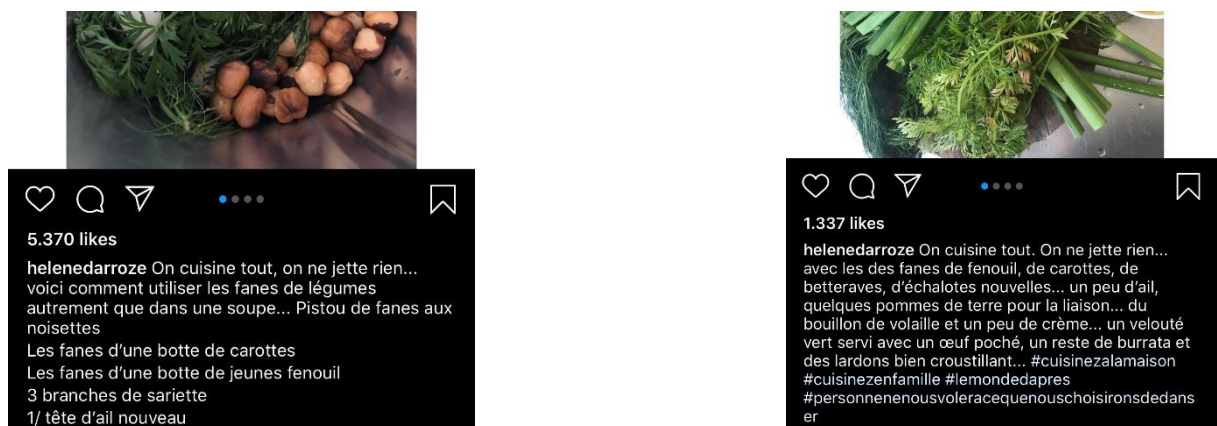 5.370 likes
helenedarroze On cuisine tout, on ne jette rien...
voici comment utiliser les fanes de légumes
autrement que dans une soupe... Pistou de fanes aux
noisettes
Les fanes d'une botte de carottes
Les fanes d'une botte de jeunes fenouil
3 branches de sariette
1/ tête d'ail nouveau
1.337 likes
helenedarroze On cuisine tout. On ne jette rien...
avec les des fanes de fenouil, de carottes, de
betteraves, d'échalotes nouvelles... un peu d'ail,
quelques pommes de terre pour la liaison... du
bouillon de volaille et un peu de crème... un velouté
vert servi avec un œuf poché, un reste de burrata et
des lardons bien croustillant... #cuisinezalamaison
#cuisinezenfamille #lemondedapres
#personnenenousvoleracequenouschoisironsdedans
er